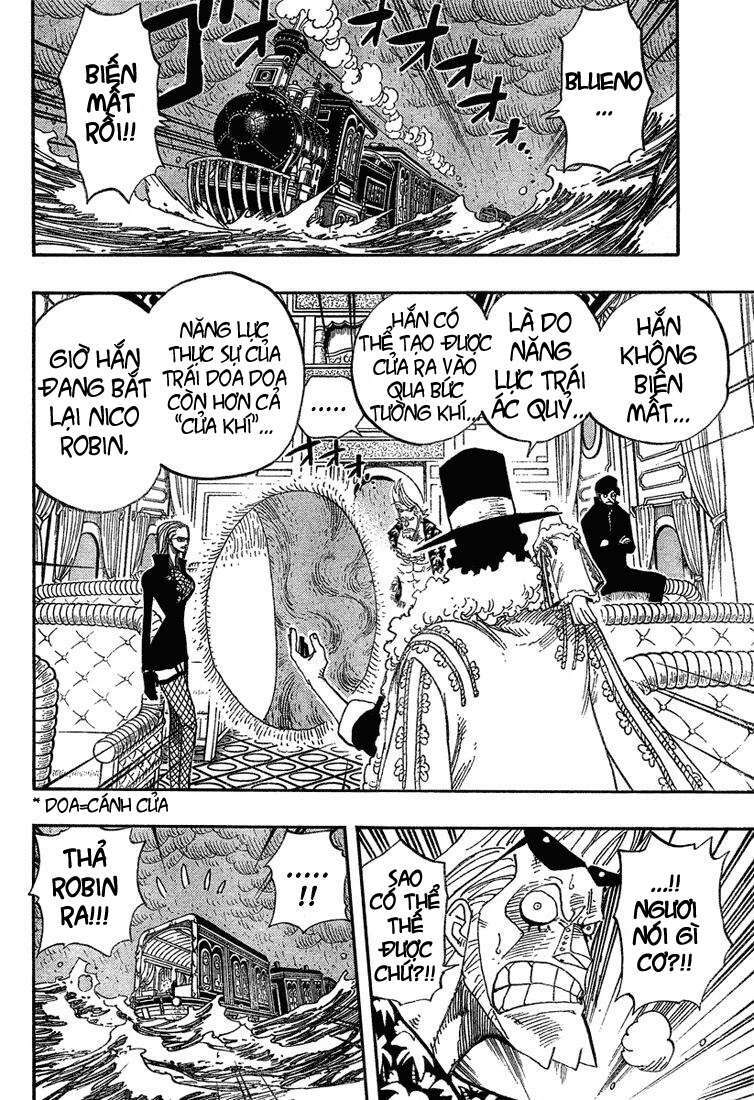 BLUENO
...
BIẾN
MẤT
RỒI!!
HẮN
KHÔNG
BIẾN
MẤT...
LÀ DO
NĂNG
LỰC TRÁI
ÁC QUỶ...
HẮN CÓ
THỂ TẠO ĐƯỢC
CỬA RA VÀO
QUA BỨC
TƯỜNG KHÍ...
.....
NĂNG LỰC
THỰC SỰ CỦA
TRÁI DOA DOA
CÒN HƠN CẢ
“CỬA KHÍ”...
GIỜ HẮN
ĐANG BẮT
LẠI NICO
ROBIN.
* DOA=CÁNH CỬA
...!!
NGƯƠI
NÓI GÌ
CƠ?!!
SAO
CÓ THỂ
THẾ
ĐƯỢC
CHỨ?!!
.....
!!
THẢ
ROBIN
RA!!!